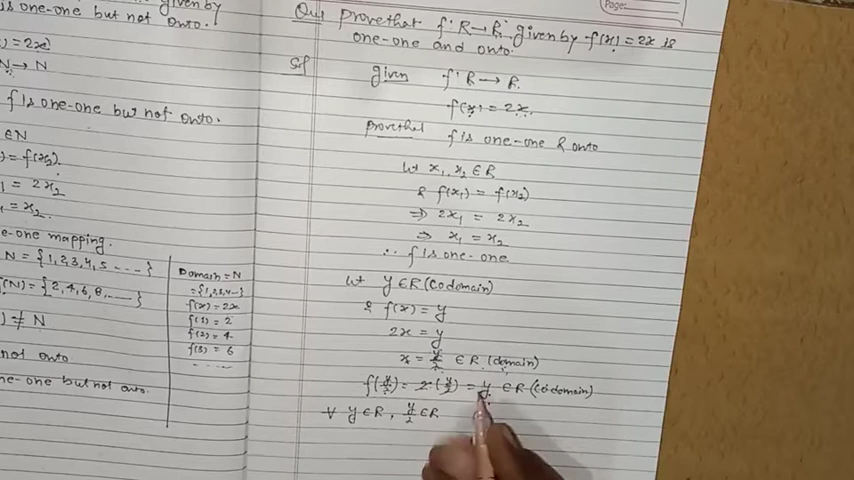 given by
is one-one but not onto.
) = 2x
N → N
f is one-one but not onto.
∈ N
) = f(x₂).
= 2x₂
= x₂.
e-one mapping.
N = {1,2,3,4,5 ....}
(N) = {2,4,6,8,....}
) ≠ N
not onto
ne-one but not onto.
Domain = N
= {1,2,3,4-}
f(x) = 2x
f(1) = 2
f(2) = 4
f(3) = 6
.....
Page:
Que Prove that f: R → R, given by f(x) = 2x is
one-one and onto.
Sol
given f: R → R.
f(x) = 2x.
Prove that f is one-one & onto
let x₁, x₂ ∈ R
& f(x₁) = f(x₂)
⇒ 2x₁ = 2x₂
⇒ x₁ = x₂
∴ f is one-one
let y ∈ R (Codomain)
& f(x) = y
2x = y
x = y/2 ∈ R (domain)
f(y/2) = 2·(y/2) = y ∈ R (Codomain)
∀ y ∈ R, y/2 ∈ R